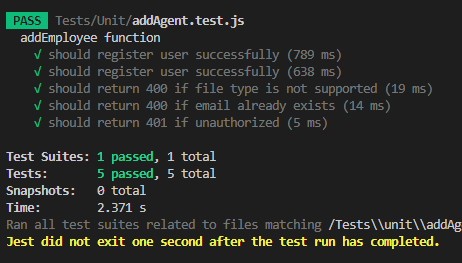 PASS Tests/Unit/addAgent.test.js
addEmployee function
√ should register user successfully (789 ms)
√ should register user successfully (638 ms)
√ should return 400 if file type is not supported (19 ms)
√ should return 400 if email already exists (14 ms)
√ should return 401 if unauthorized (5 ms)
Test Suites: 1 passed, 1 total
Tests: 5 passed, 5 total
Snapshots: 0 total
Time: 2.371 s
Ran all test suites related to files matching /Tests\\unit\\addAg
Jest did not exit one second after the test run has completed.